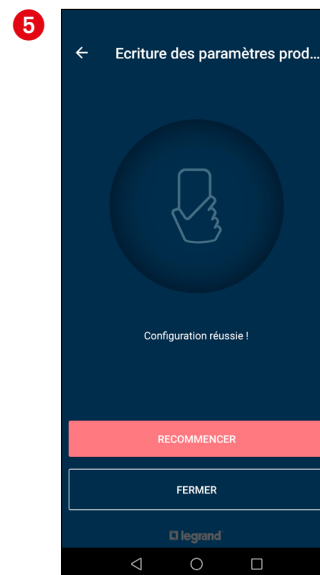 5
Ecriture des paramètres prod...
Configuration réussie !
RECOMMENCER
FERMER
legrand